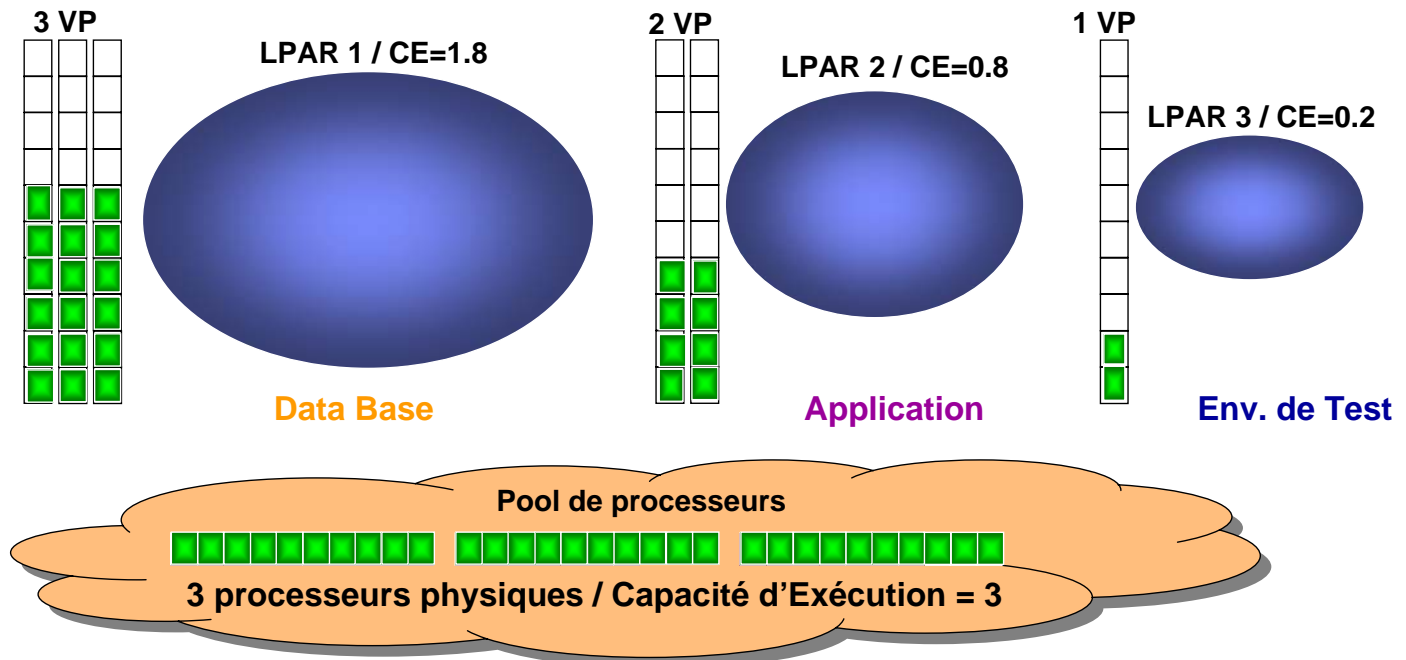 3 VP
LPAR 1 / CE=1.8
Data Base
2 VP
LPAR 2 / CE=0.8
Application
1 VP
LPAR 3 / CE=0.2
Env. de Test
Pool de processeurs
3 processeurs physiques / Capacité d’Exécution = 3